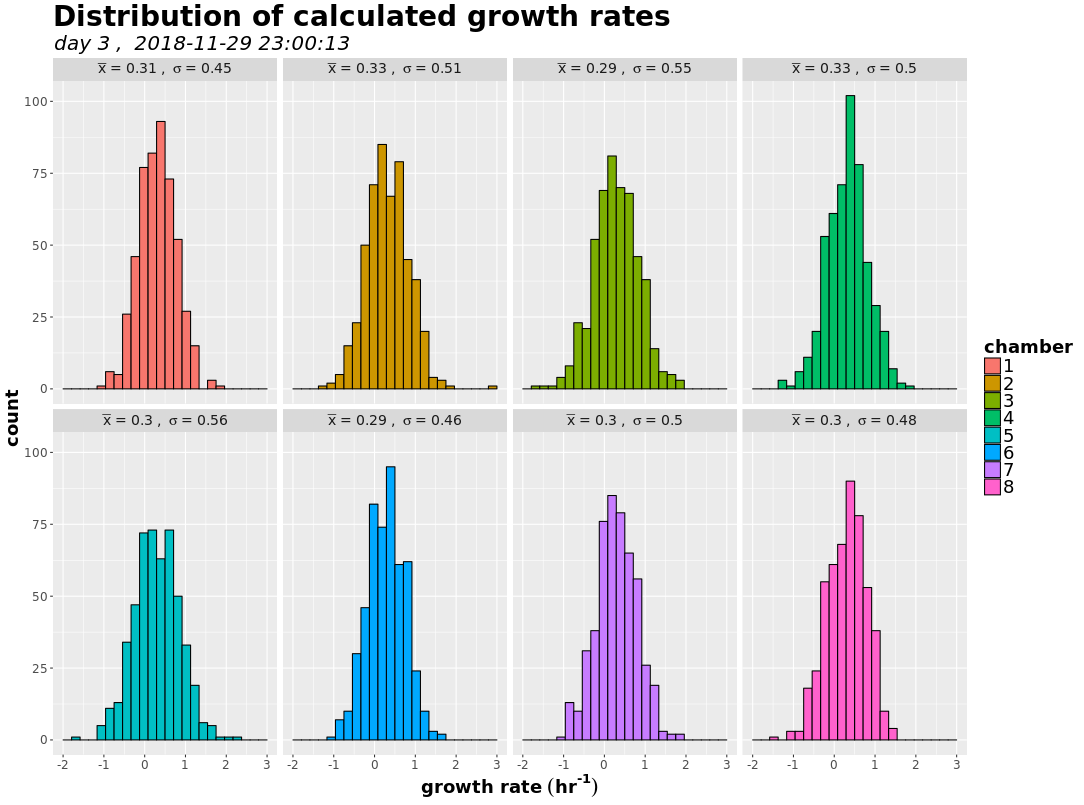 Distribution of calculated growth rates
day 3 ,  2018-11-29 23:00:13
x̅ = 0.31 ,  σ = 0.45
x̅ = 0.33 ,  σ = 0.51
x̅ = 0.29 ,  σ = 0.55
x̅ = 0.33 ,  σ = 0.5
100
75
50
25
0
x̅ = 0.3 ,  σ = 0.56
x̅ = 0.29 ,  σ = 0.46
x̅ = 0.3 ,  σ = 0.5
x̅ = 0.3 ,  σ = 0.48
100
75
50
25
0
-2 -1 0 1 2 3 -2 -1 0 1 2 3 -2 -1 0 1 2 3 -2 -1 0 1 2 3
count
growth rate (hr⁻¹)
chamber
1
2
3
4
5
6
7
8